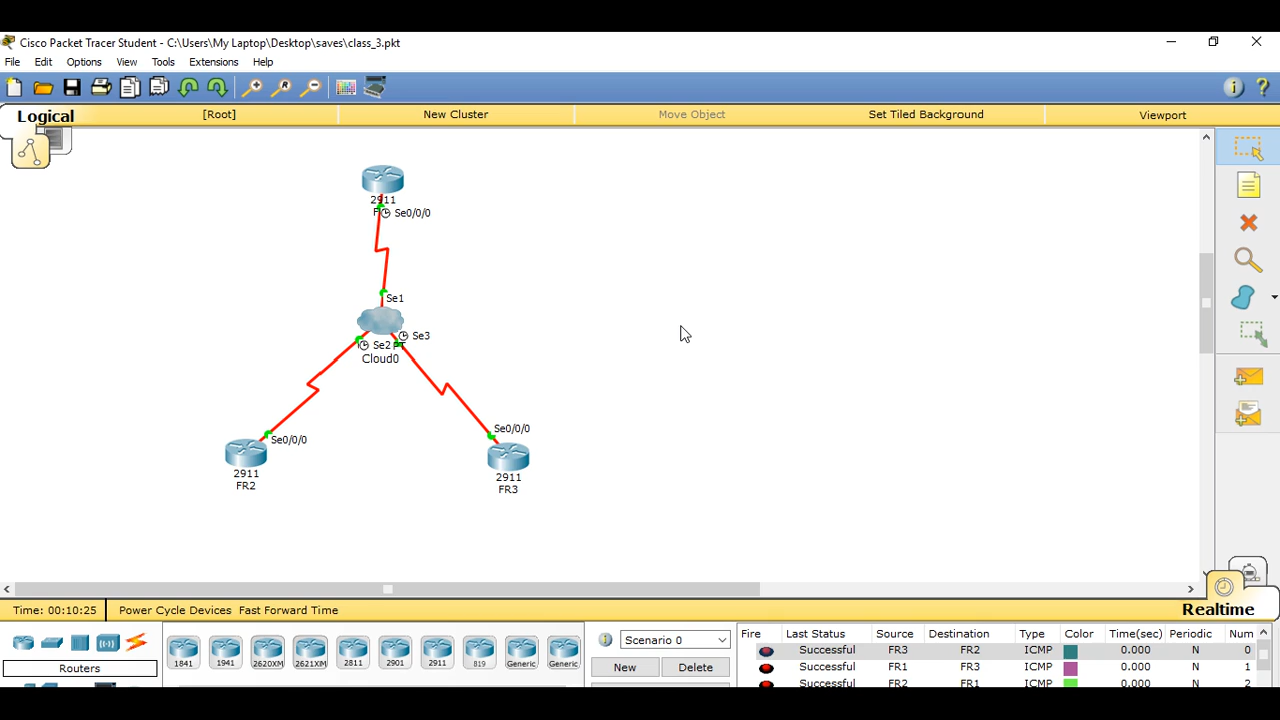 Cisco Packet Tracer Student - C:\Users\My Laptop\Desktop\saves\class_3.pkt
File Edit Options View Tools Extensions Help
Logical [Root] New Cluster Move Object Set Tiled Background Viewport
2911
Se0/0/0
Se1
Se3
Se2
Cloud0
Se0/0/0
Se0/0/0
2911
FR2
2911
FR3
Time: 00:10:25 Power Cycle Devices Fast Forward Time
Realtime
Routers
1841 1941 2620XM 2621XM 2811 2901 2911 819 Generic Generic
Scenario 0
New Delete
Fire Last Status Source Destination Type Color Time(sec) Periodic Num
Successful FR3 FR2 ICMP 0.000 N 0
Successful FR1 FR3 ICMP 0.000 N 1
Successful FR2 FR1 ICMP 0.000 N 2